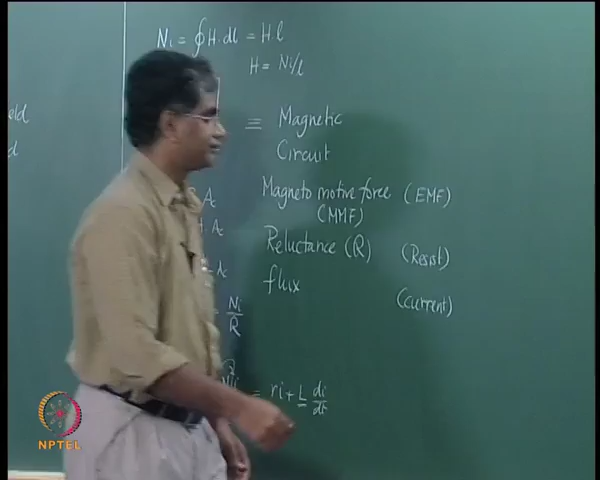 Ni = ∮H.dl = Hl
H = Ni/l
≡ Magnetic
Circuit
Magneto motive force (EMF)
(MMF)
Reluctance (R) (Resist)
flux
(current)
= Ni/R
= ri + L di/dt
NPTEL